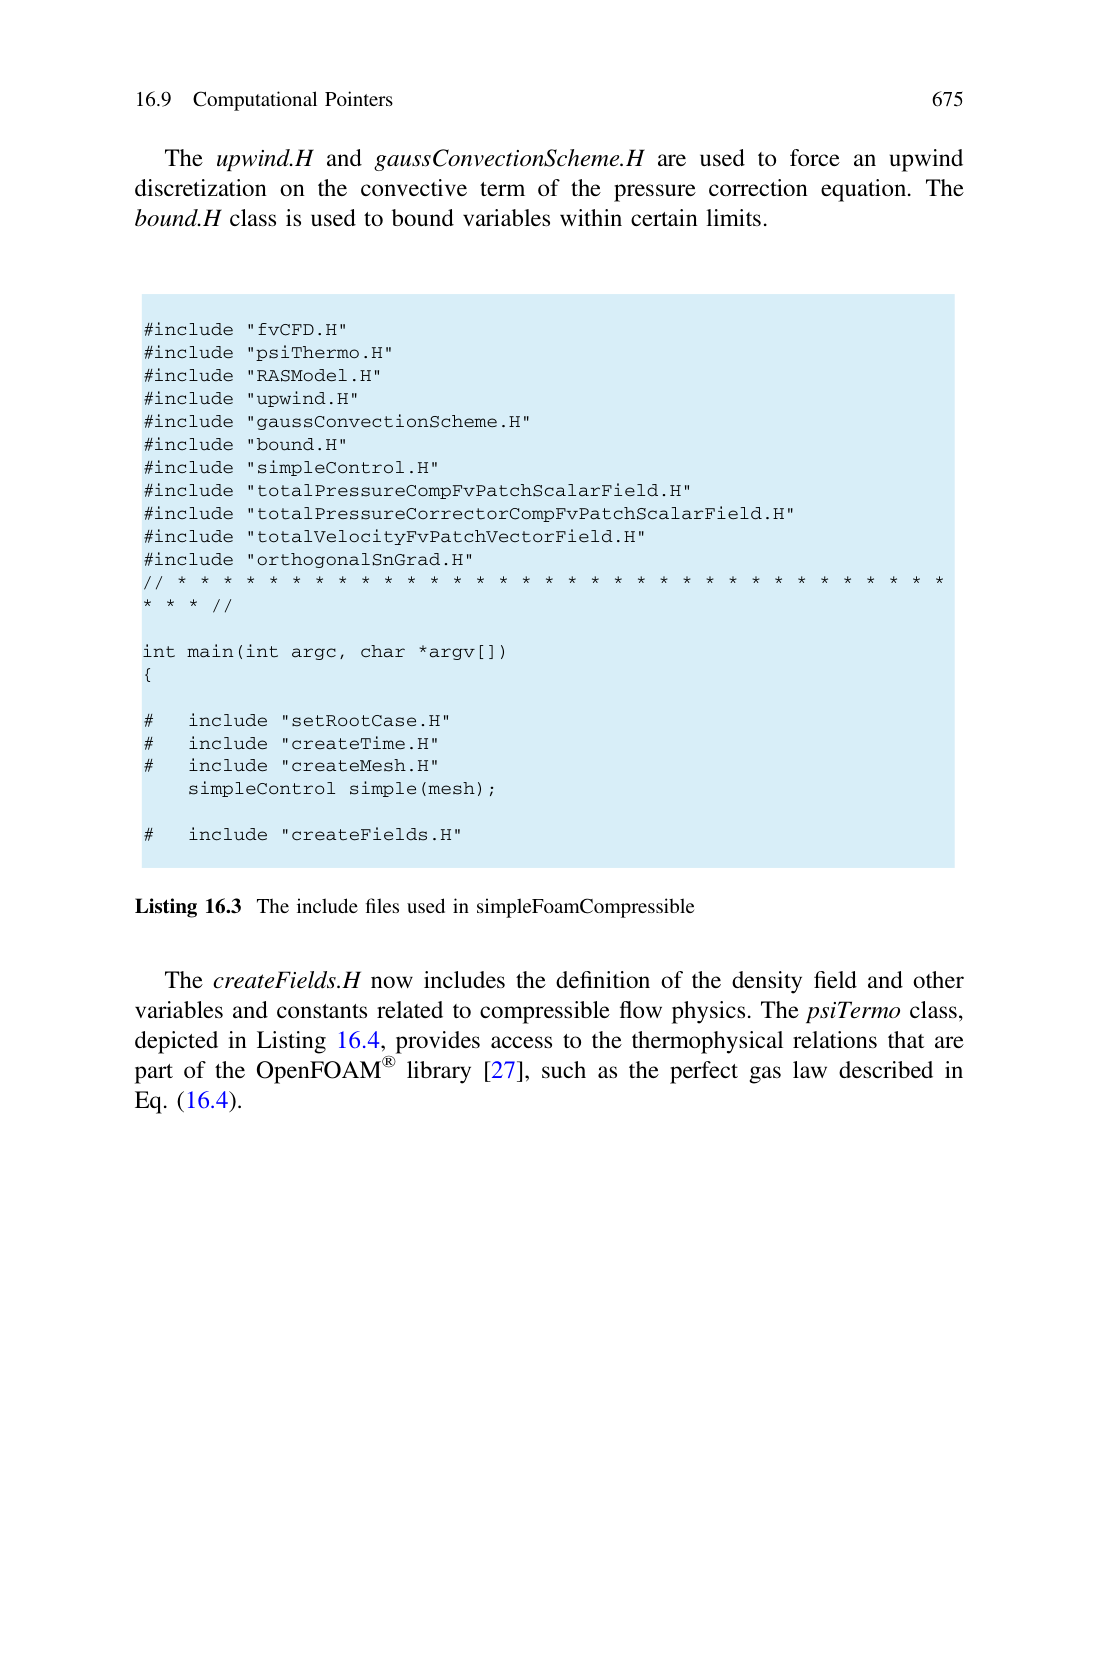 16.9 Computational Pointers 675
The upwind.H and gaussConvectionScheme.H are used to force an upwind
discretization on the convective term of the pressure correction equation. The
bound.H class is used to bound variables within certain limits.
#include "fvCFD.H"
#include "psiThermo.H"
#include "RASModel.H"
#include "upwind.H"
#include "gaussConvectionScheme.H"
#include "bound.H"
#include "simpleControl.H"
#include "totalPressureCompFvPatchScalarField.H"
#include "totalPressureCorrectorCompFvPatchScalarField.H"
#include "totalVelocityFvPatchVectorField.H"
#include "orthogonalSnGrad.H"
// * * * * * * * * * * * * * * * * * * * * * * * * * * * * * * * * * *
* * * //
int main(int argc, char *argv[])
{
#   include "setRootCase.H"
#   include "createTime.H"
#   include "createMesh.H"
    simpleControl simple(mesh);
#   include "createFields.H"
Listing 16.3 The include files used in simpleFoamCompressible
The createFields.H now includes the definition of the density field and other
variables and constants related to compressible flow physics. The psiTermo class,
depicted in Listing 16.4, provides access to the thermophysical relations that are
part of the OpenFOAM® library [27], such as the perfect gas law described in
Eq. (16.4).